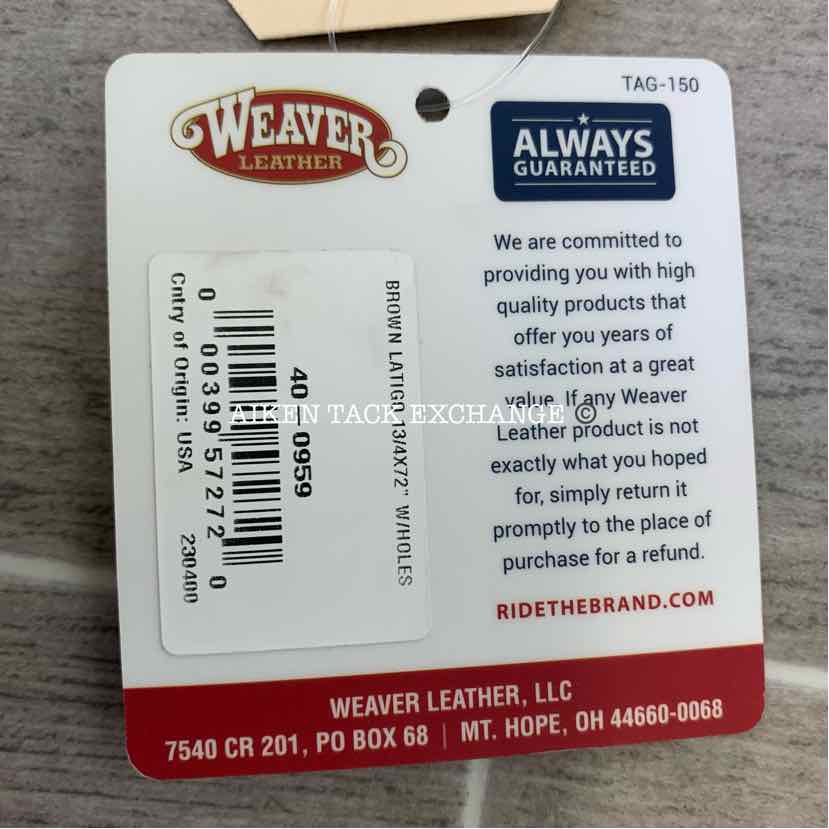 TAG-150
WEAVER
LEATHER
ALWAYS
GUARANTEED
We are committed to
providing you with high
quality products that
offer you years of
satisfaction at a great
value. If any Weaver
Leather product is not
exactly what you hoped
for, simply return it
promptly to the place of
purchase for a refund.
RIDETHEBRAND.COM
BROWN LATIGO 13/4X72" W/HOLES
40-0959
0 00399 57272 0
Cntry of Origin: USA 230400
AIKEN TACK EXCHANGE ©
WEAVER LEATHER, LLC
7540 CR 201, PO BOX 68 | MT. HOPE, OH 44660-0068